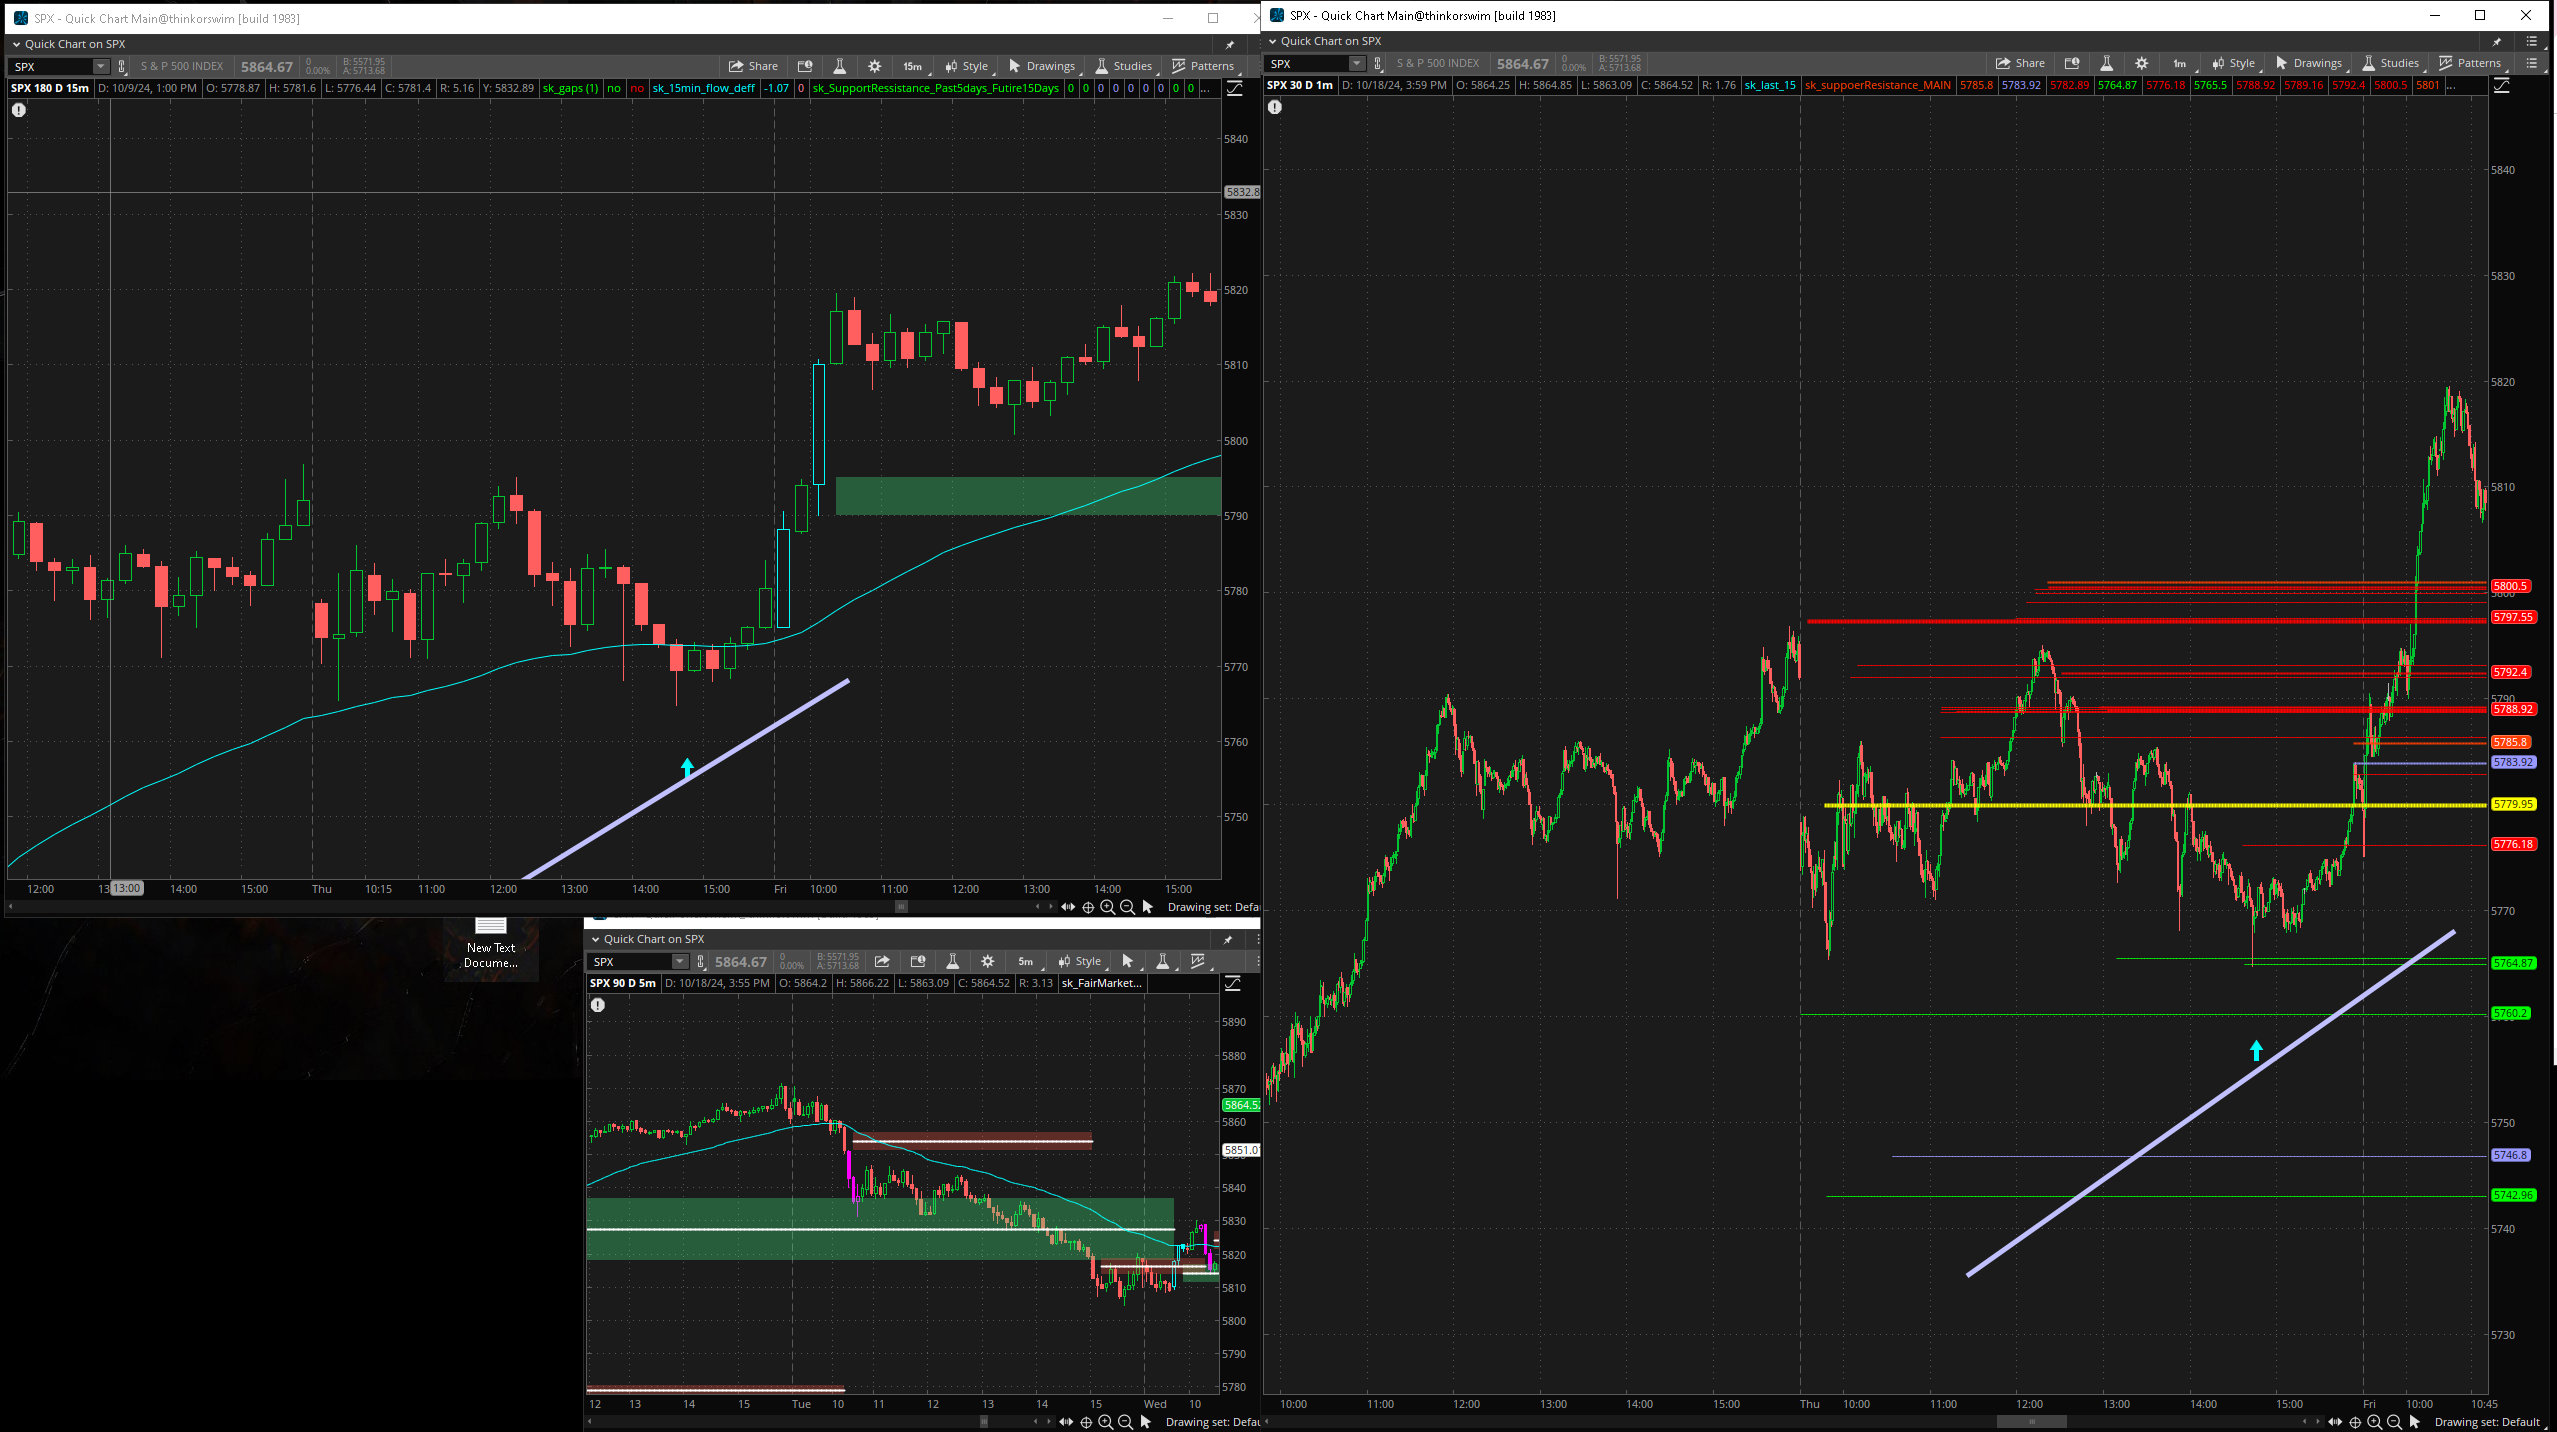 SPX - Quick Chart Main@thinkorswim [build 1983]
Quick Chart on SPX
SPX S & P 500 INDEX 5864.67 0 0.00% B: 5571.95 A: 5713.68 Share 15m Style Drawings Studies Patterns
SPX 180 D 15m D: 10/9/24, 1:00 PM O: 5778.87 H: 5781.6 L: 5776.44 C: 5781.4 R: 5.16 Y: 5832.89 sk_gaps (1) no no sk_15min_flow_deff -1.07 0 sk_SupportRessistance_Past5days_Futire15Days 0 0 0 0 0 0 0 0 0 ...
5840
5832.8
5830
5820
5810
5800
5790
5780
5770
5760
5750
12:00 13 13:00 14:00 15:00 Thu 10:15 11:00 12:00 13:00 14:00 15:00 Fri 10:00 11:00 12:00 13:00 14:00 15:00
Drawing set: Defa
New Text
Docume...
Quick Chart on SPX
SPX 5864.67 0 0.00% B: 5571.95 A: 5713.68 5m Style
SPX 90 D 5m D: 10/18/24, 3:55 PM O: 5864.2 H: 5866.22 L: 5863.09 C: 5864.52 R: 3.13 sk_FairMarket...
5890
5880
5870
5864.52
5860
5851.0
5840
5830
5820
5810
5800
5790
5780
12 13 14 15 Tue 10 11 12 13 14 15 Wed 10
Drawing set: Defau
SPX - Quick Chart Main@thinkorswim [build 1983]
Quick Chart on SPX
SPX S & P 500 INDEX 5864.67 0 0.00% B: 5571.95 A: 5713.68 Share 1m Style Drawings Studies Patterns
SPX 30 D 1m D: 10/18/24, 3:59 PM O: 5864.25 H: 5864.85 L: 5863.09 C: 5864.52 R: 1.76 sk_last_15 sk_suppoerResistance_MAIN 5785.8 5783.92 5782.89 5764.87 5776.18 5765.5 5788.92 5789.16 5792.4 5800.5 5801 ...
5840
5830
5820
5810
5800.5
5800
5797.55
5792.4
5790
5788.92
5785.8
5783.92
5779.95
5776.18
5770
5764.87
5760.2
5750
5746.8
5742.96
5740
5730
10:00 11:00 12:00 13:00 14:00 15:00 Thu 10:00 11:00 12:00 13:00 14:00 15:00 Fri 10:00 10:45
Drawing set: Default